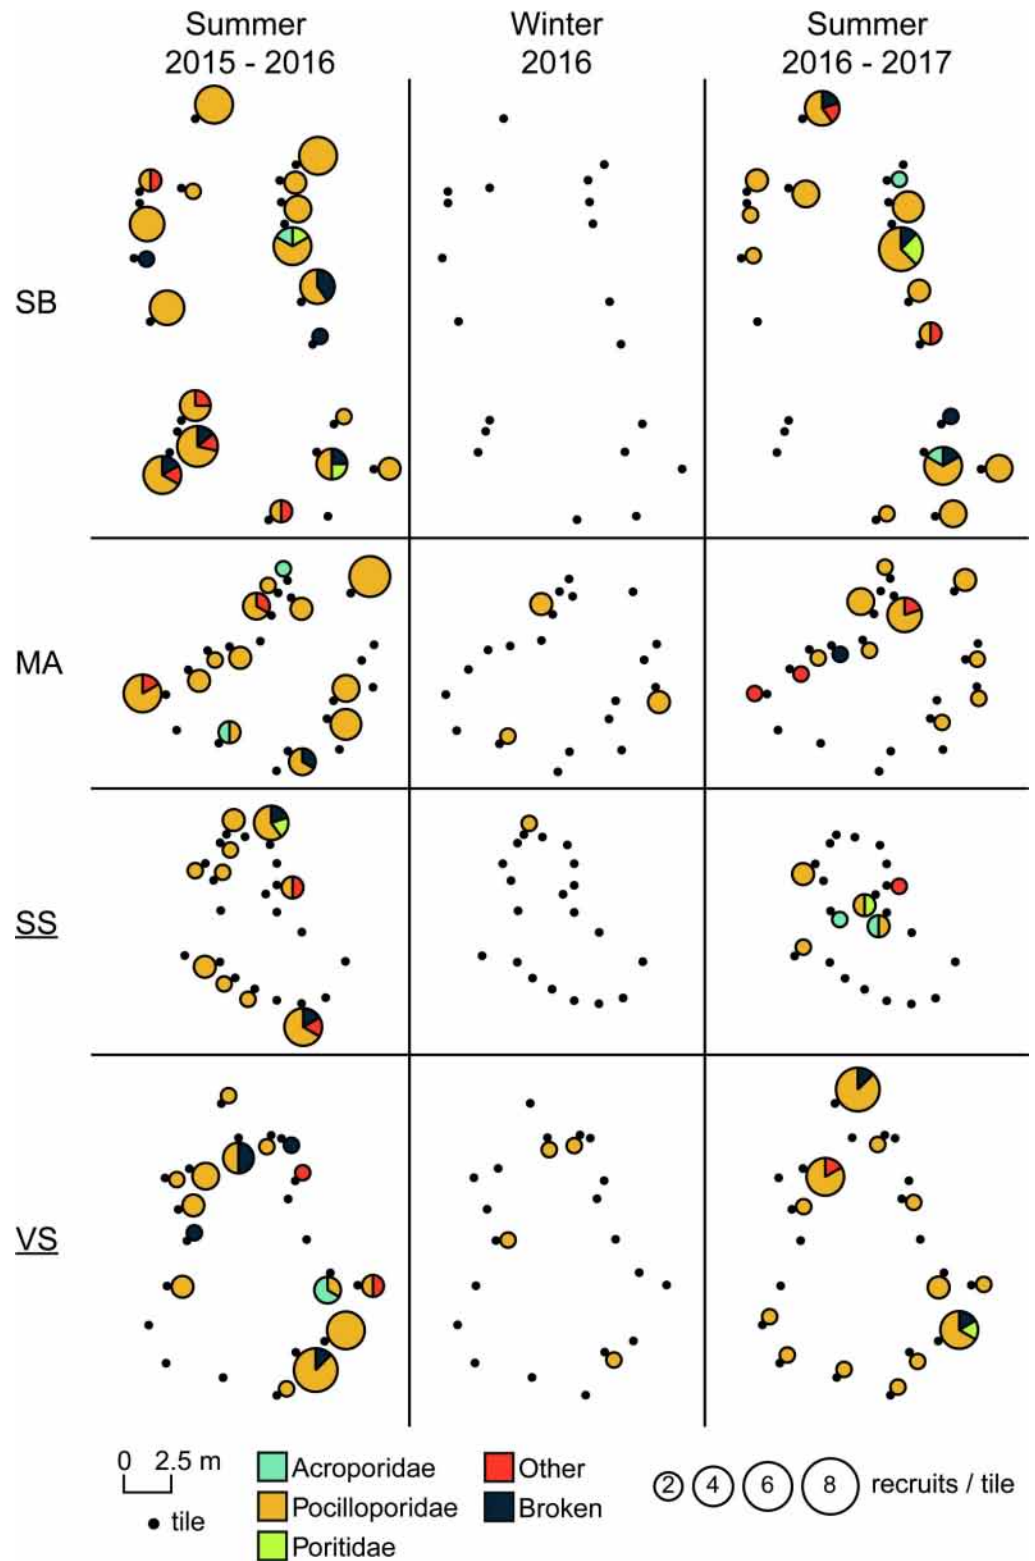 Summer Winter Summer
2015 - 2016 2016 2016 - 2017
SB
MA
SS
VS
0 2.5 m
tile
Acroporidae
Pocilloporidae
Poritidae
Other
Broken
2 4 6 8 recruits / tile